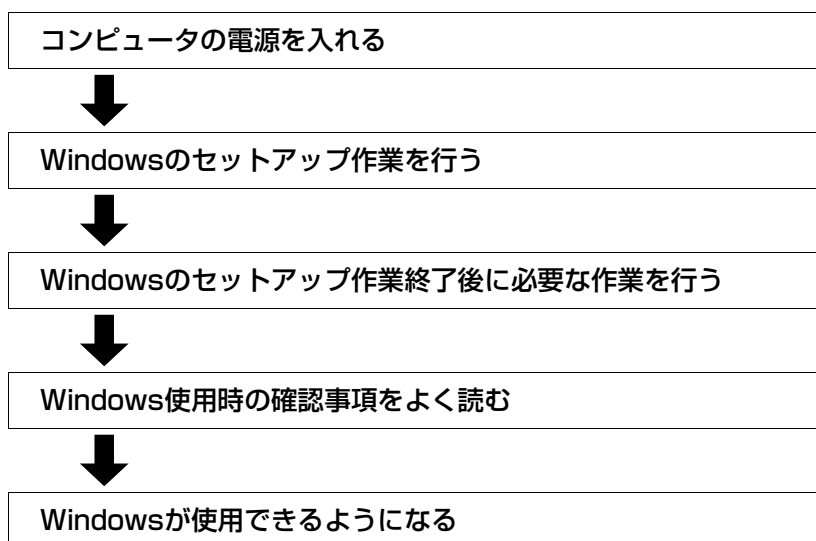 コンピュータの電源を入れる
Windowsのセットアップ作業を行う
Windowsのセットアップ作業終了後に必要な作業を行う
Windows使用時の確認事項をよく読む
Windowsが使用できるようになる